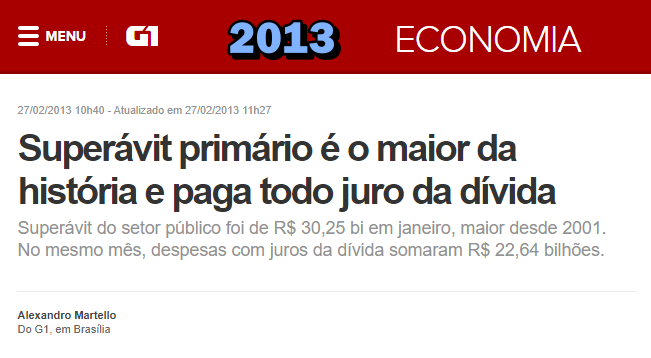 MENU G1 2013 ECONOMIA
27/02/2013 10h40 - Atualizado em 27/02/2013 11h27
Superávit primário é o maior da
história e paga todo juro da dívida
Superávit do setor público foi de R$ 30,25 bi em janeiro, maior desde 2001.
No mesmo mês, despesas com juros da dívida somaram R$ 22,64 bilhões.
Alexandro Martello
Do G1, em Brasília